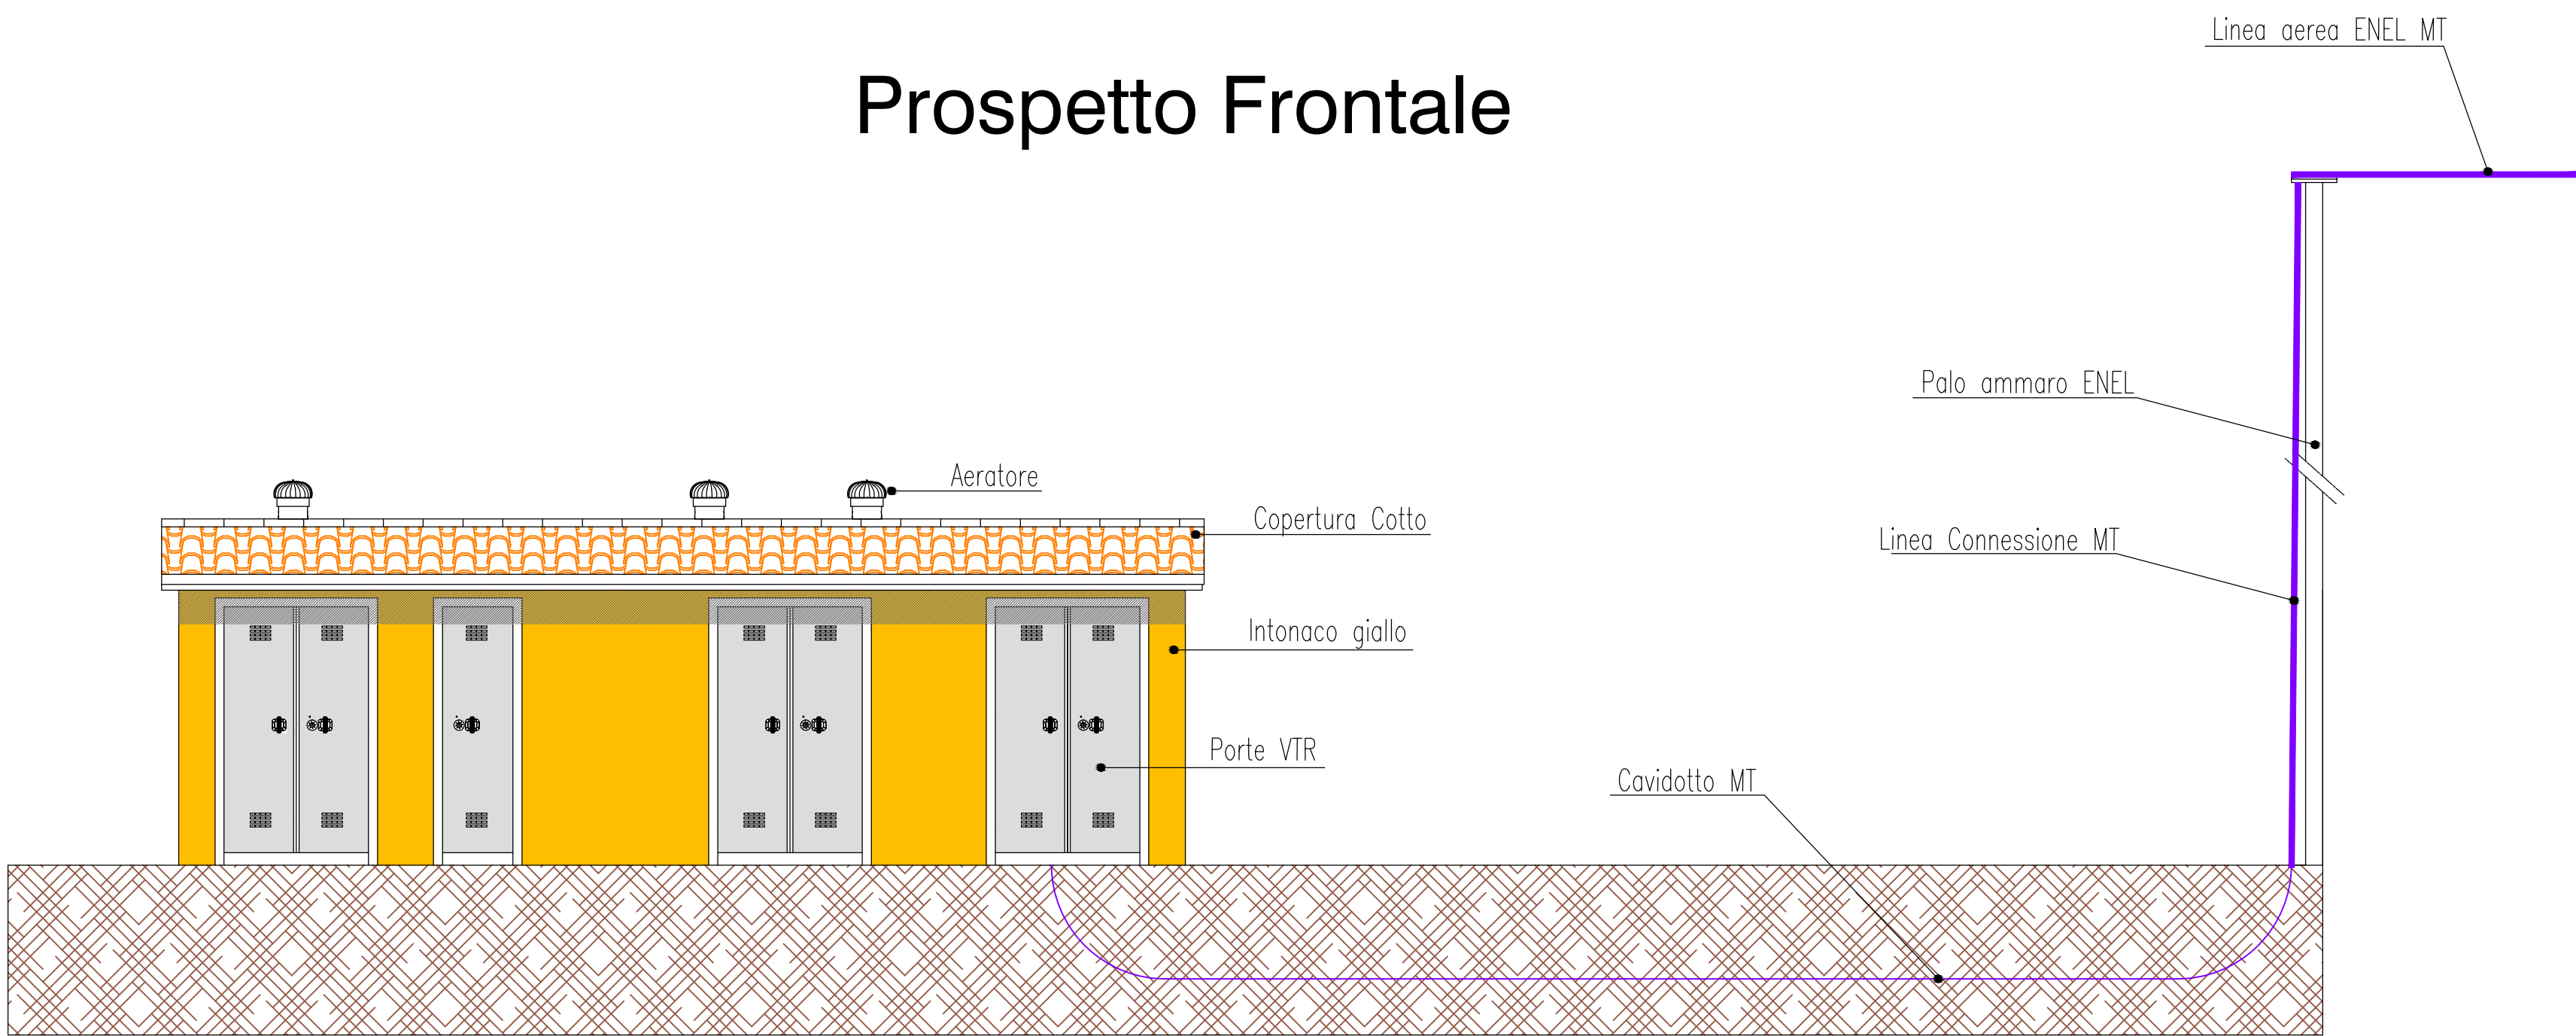 Linea aerea ENEL MT
Prospetto Frontale
Palo ammaro ENEL
Aeratore
Copertura Cotto
Linea Connessione MT
Intonaco giallo
Porte VTR
Cavidotto MT